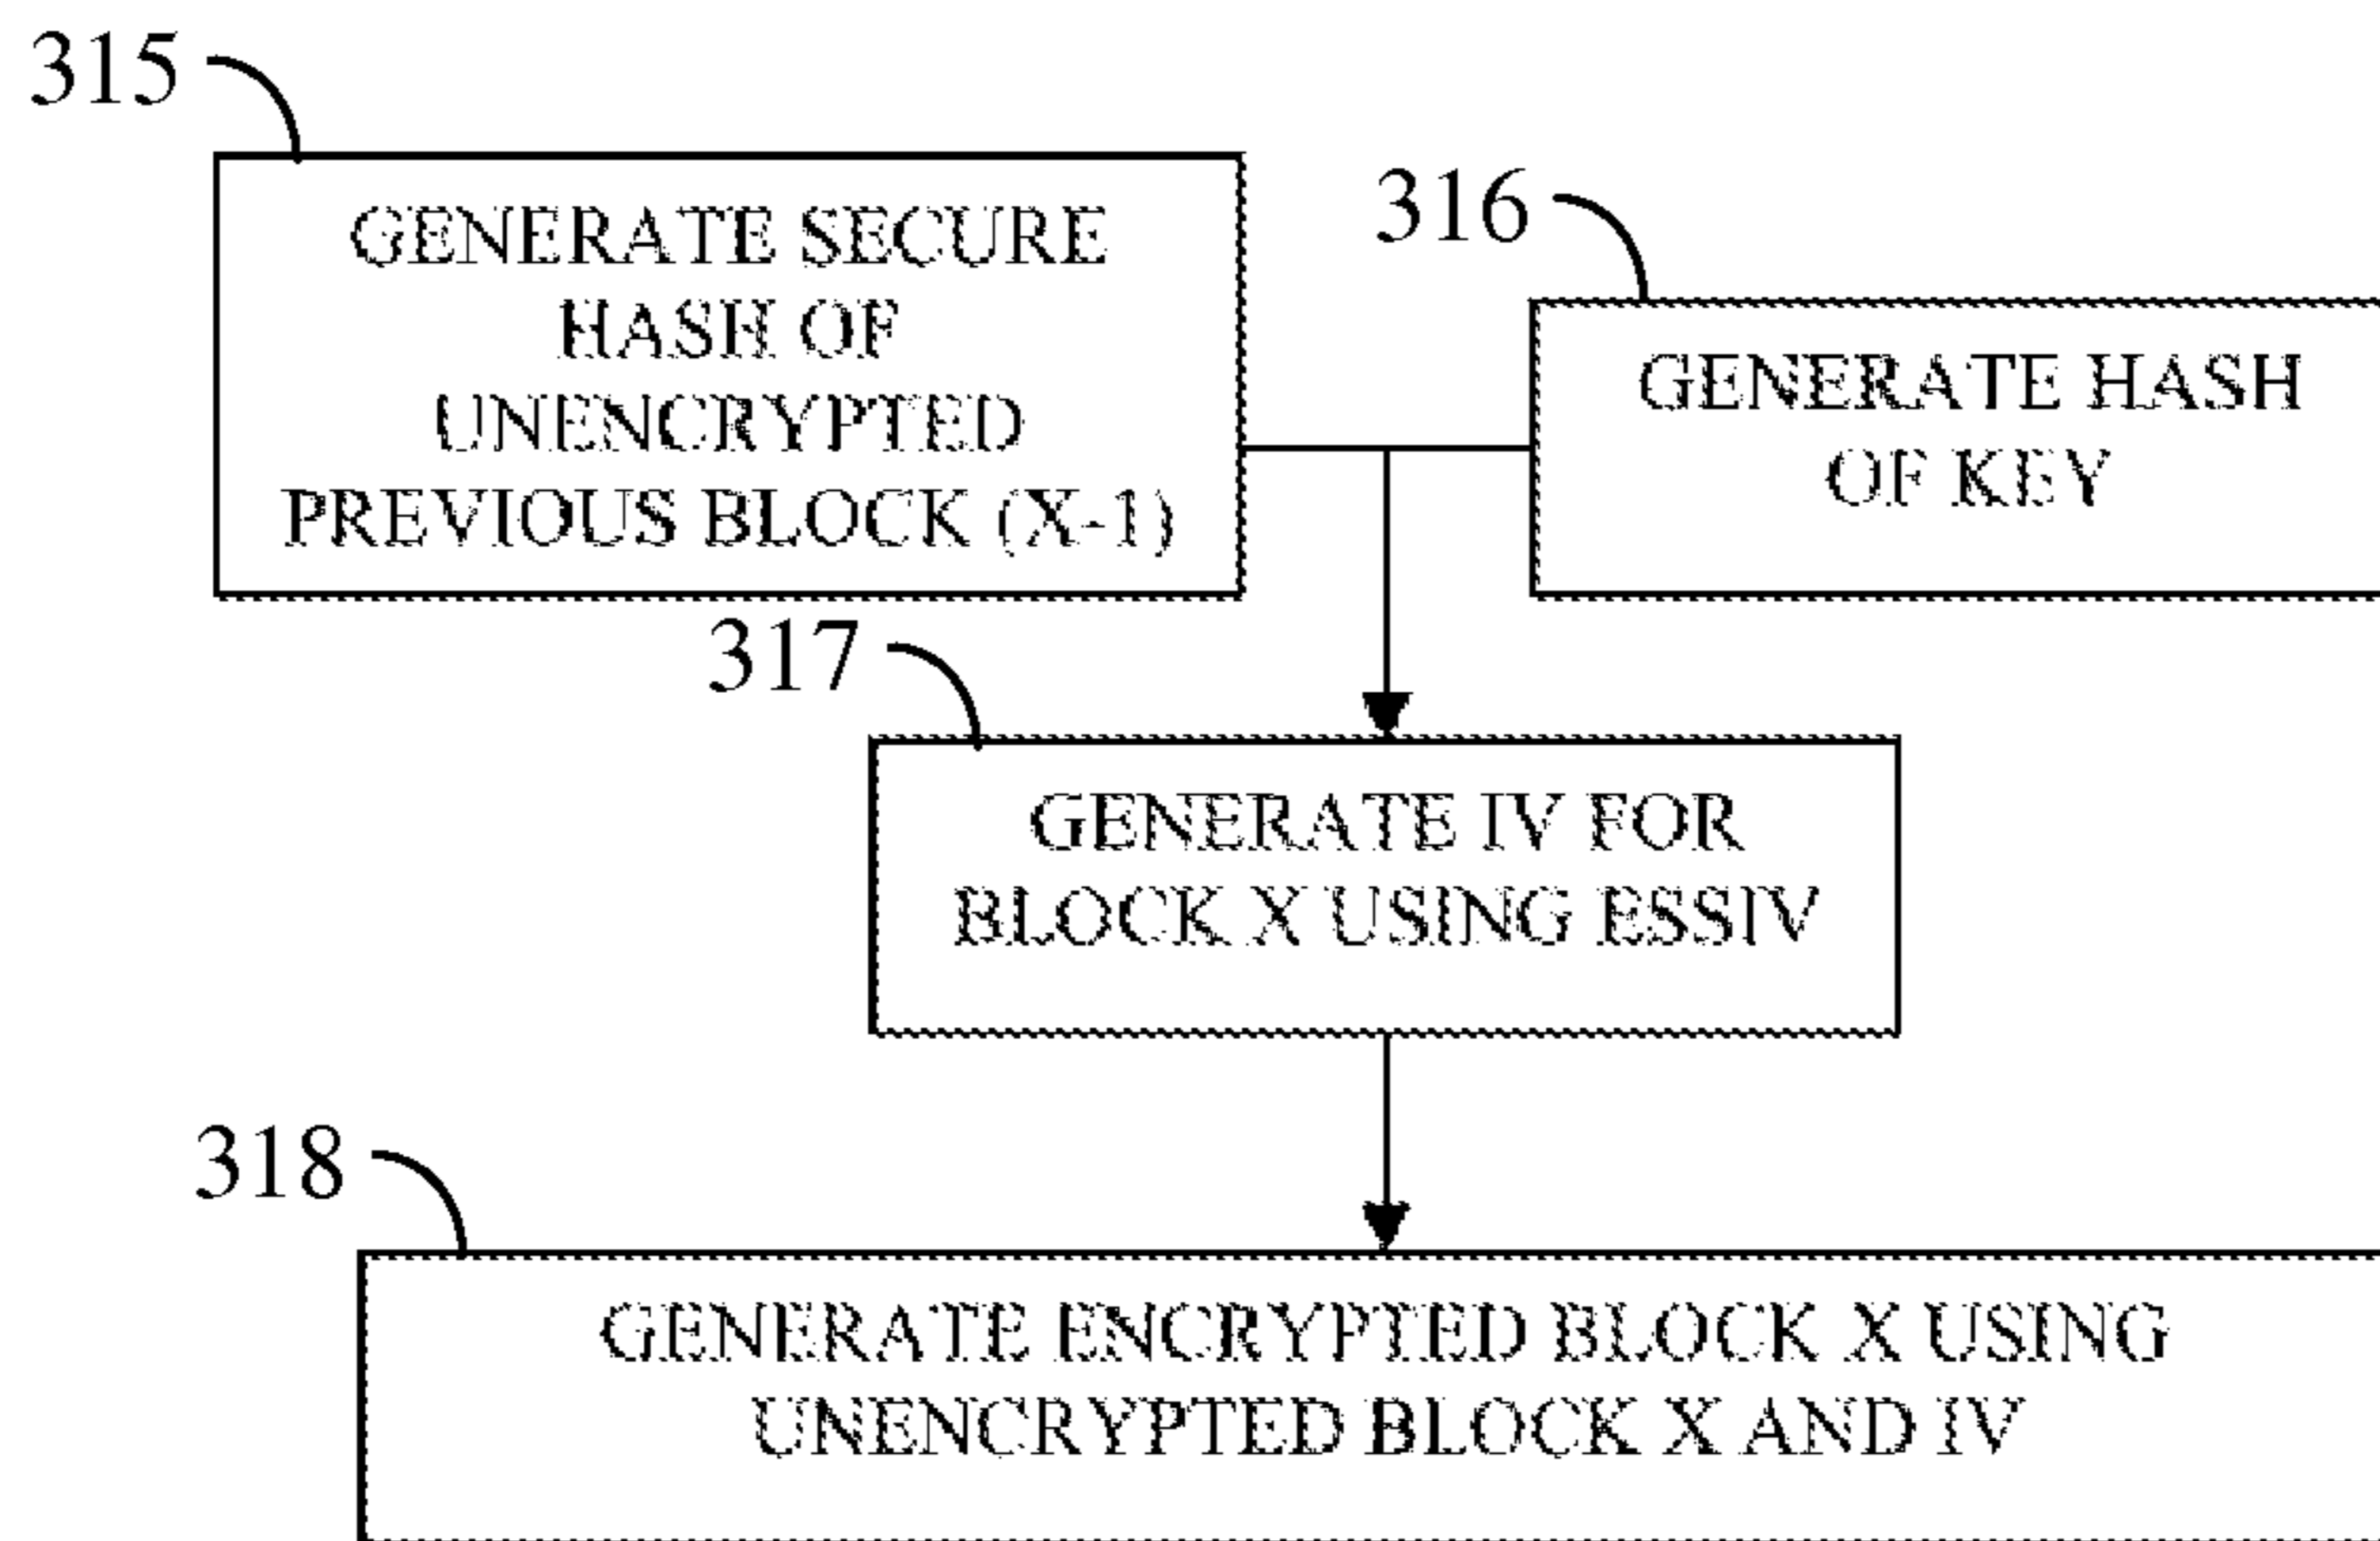 315
GENERATE SECURE
HASH OF
UNENCRYPTED
PREVIOUS BLOCK (X-1)
316
GENERATE HASH
OF KEY
317
GENERATE IV FOR
BLOCK X USING ESSIV
318
GENERATE ENCRYPTED BLOCK X USING
UNENCRYPTED BLOCK X AND IV